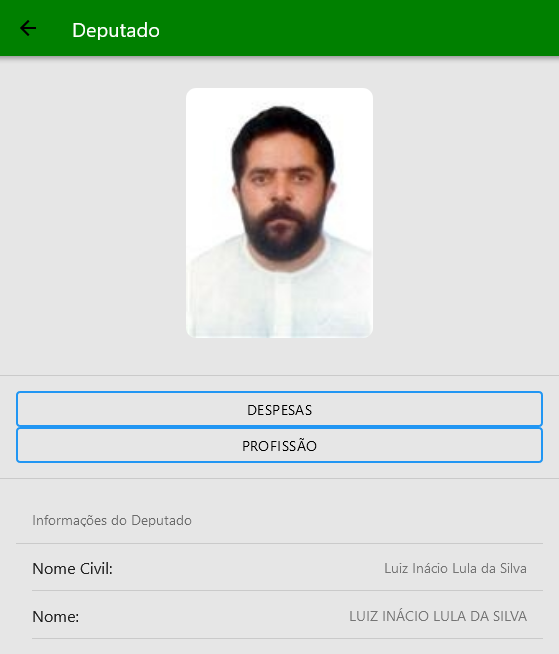 Deputado
DESPESAS
PROFISSÃO
Informações do Deputado
Nome Civil: Luiz Inácio Lula da Silva
Nome: LUIZ INÁCIO LULA DA SILVA